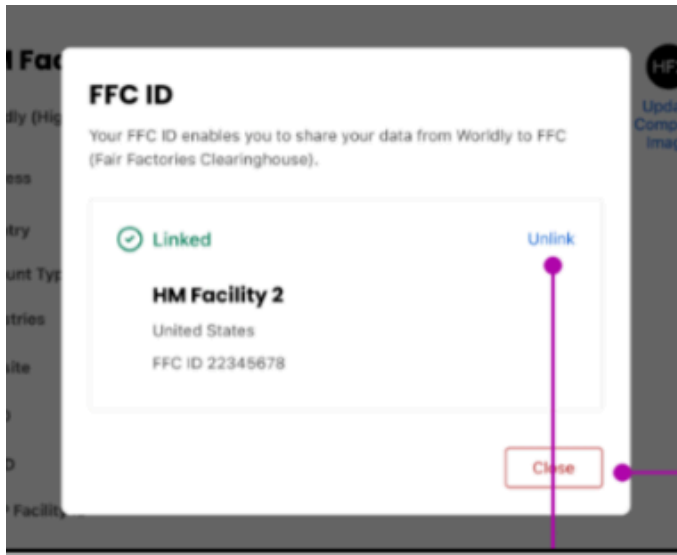 FFC ID
Your FFC ID enables you to share your data from Worldly to FFC
(Fair Factories Clearinghouse).
Linked
Unlink
HM Facility 2
United States
FFC ID 22345678
Close